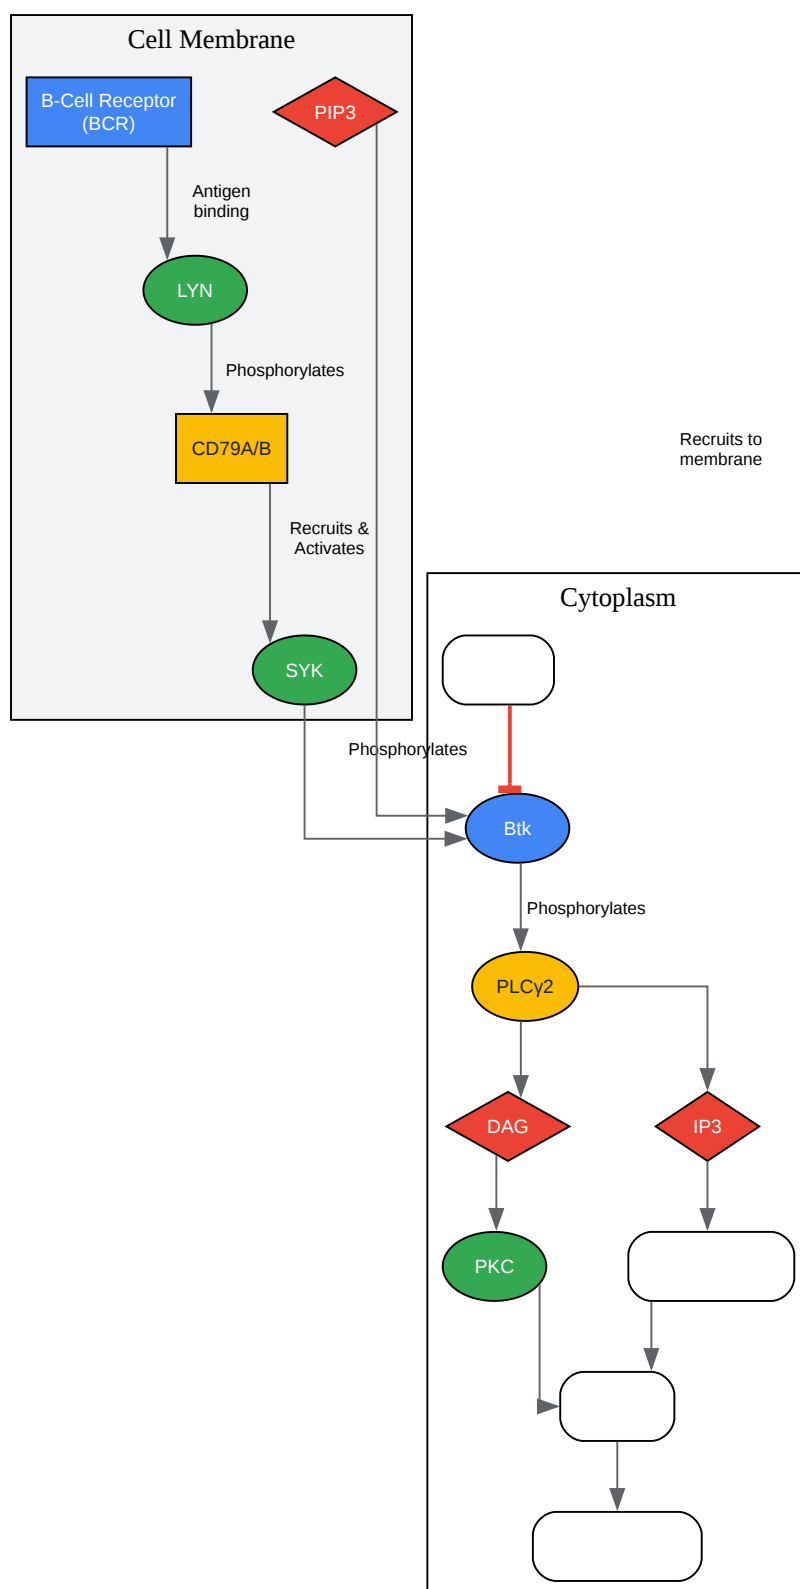 Cell Membrane
B-Cell Receptor
(BCR)
PIP3
Antigen
binding
LYN
Phosphorylates
CD79A/B
Recruits to
membrane
Recruits &
Activates
Cytoplasm
SYK
Phosphorylates
Btk
Phosphorylates
PLCγ2
DAG
IP3
PKC